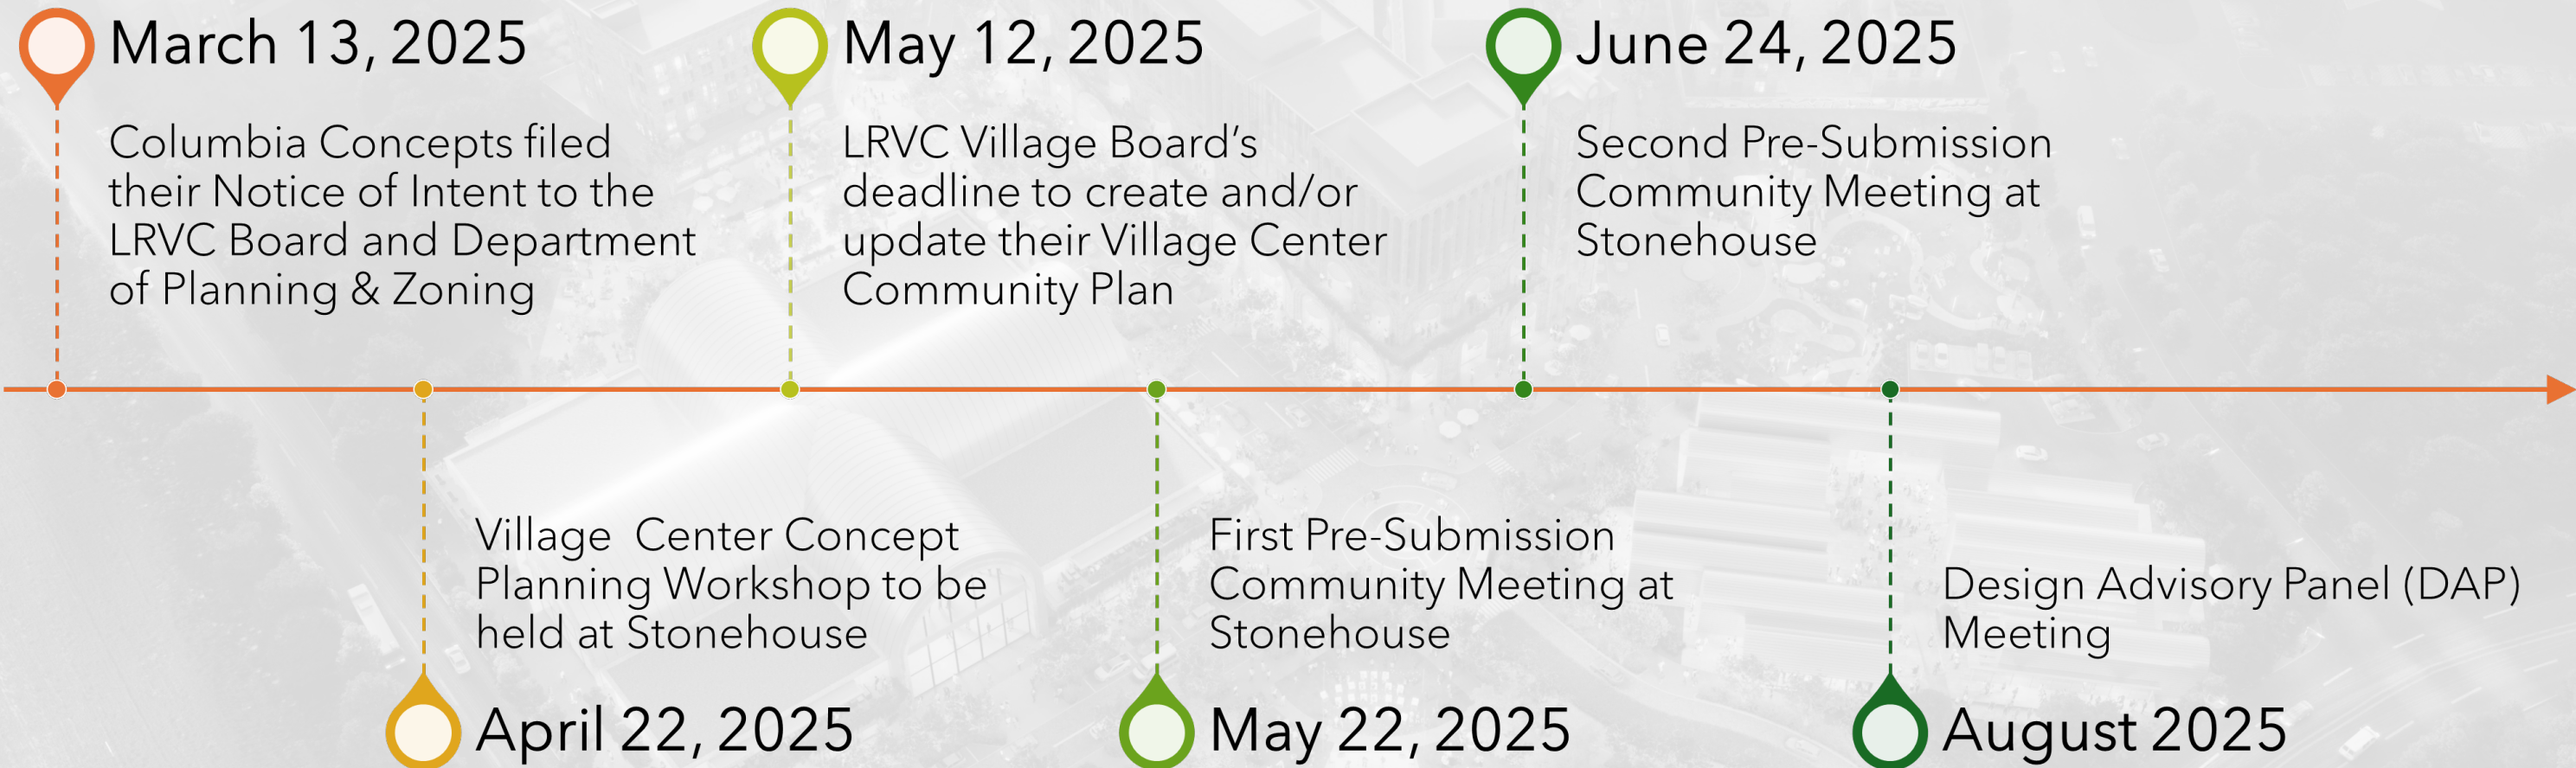 March 13, 2025
Columbia Concepts filed
their Notice of Intent to the
LRVC Board and Department
of Planning & Zoning
Village  Center Concept
Planning Workshop to be
held at Stonehouse
April 22, 2025
May 12, 2025
LRVC Village Board’s
deadline to create and/or
update their Village Center
Community Plan
First Pre-Submission
Community Meeting at
Stonehouse
May 22, 2025
June 24, 2025
Second Pre-Submission
Community Meeting at
Stonehouse
Design Advisory Panel (DAP)
Meeting
August 2025